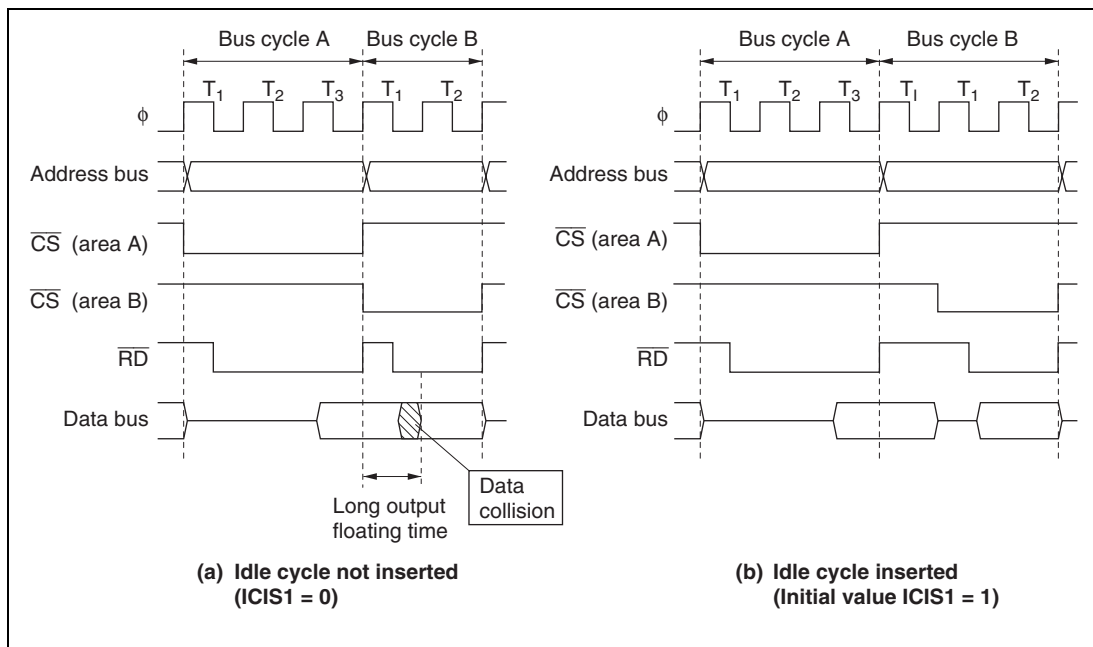 Bus cycle A
Bus cycle B
T1
T2
T3
T1
T2
ϕ
Address bus
CS (area A)
CS (area B)
RD
Data bus
Long output
floating time
Data
collision
(a) Idle cycle not inserted
(ICIS1 = 0)
Bus cycle A
Bus cycle B
T1
T2
T3
TI
T1
T2
ϕ
Address bus
CS (area A)
CS (area B)
RD
Data bus
(b) Idle cycle inserted
(Initial value ICIS1 = 1)